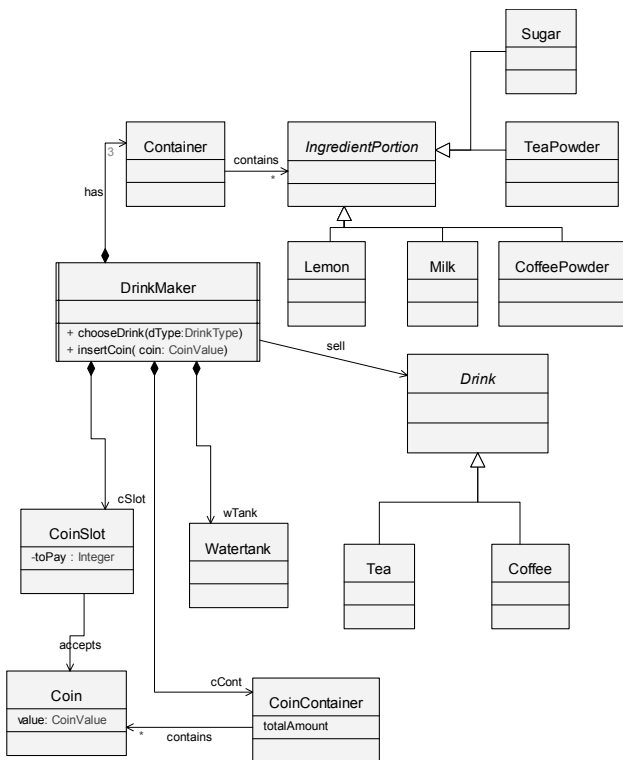 Sugar
Container
contains
*
IngredientPortion
TeaPowder
3
has
Lemon
Milk
CoffeePowder
DrinkMaker
+ chooseDrink(dType:DrinkType)
+ insertCoin( coin: CoinValue)
sell
Drink
cSlot
wTank
CoinSlot
-toPay : Integer
Watertank
Tea
Coffee
accepts
Coin
value: CoinValue
cCont
CoinContainer
totalAmount
*
contains